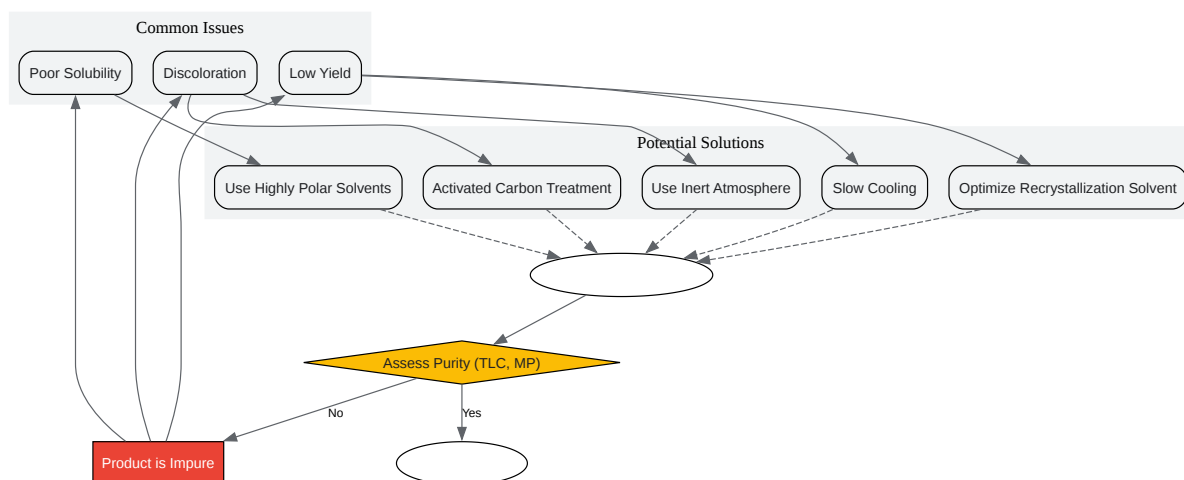 Common Issues
Poor Solubility
Discoloration
Low Yield
Potential Solutions
Use Highly Polar Solvents
Activated Carbon Treatment
Use Inert Atmosphere
Slow Cooling
Optimize Recrystallization Solvent
Assess Purity (TLC, MP)
No
Yes
Product is Impure